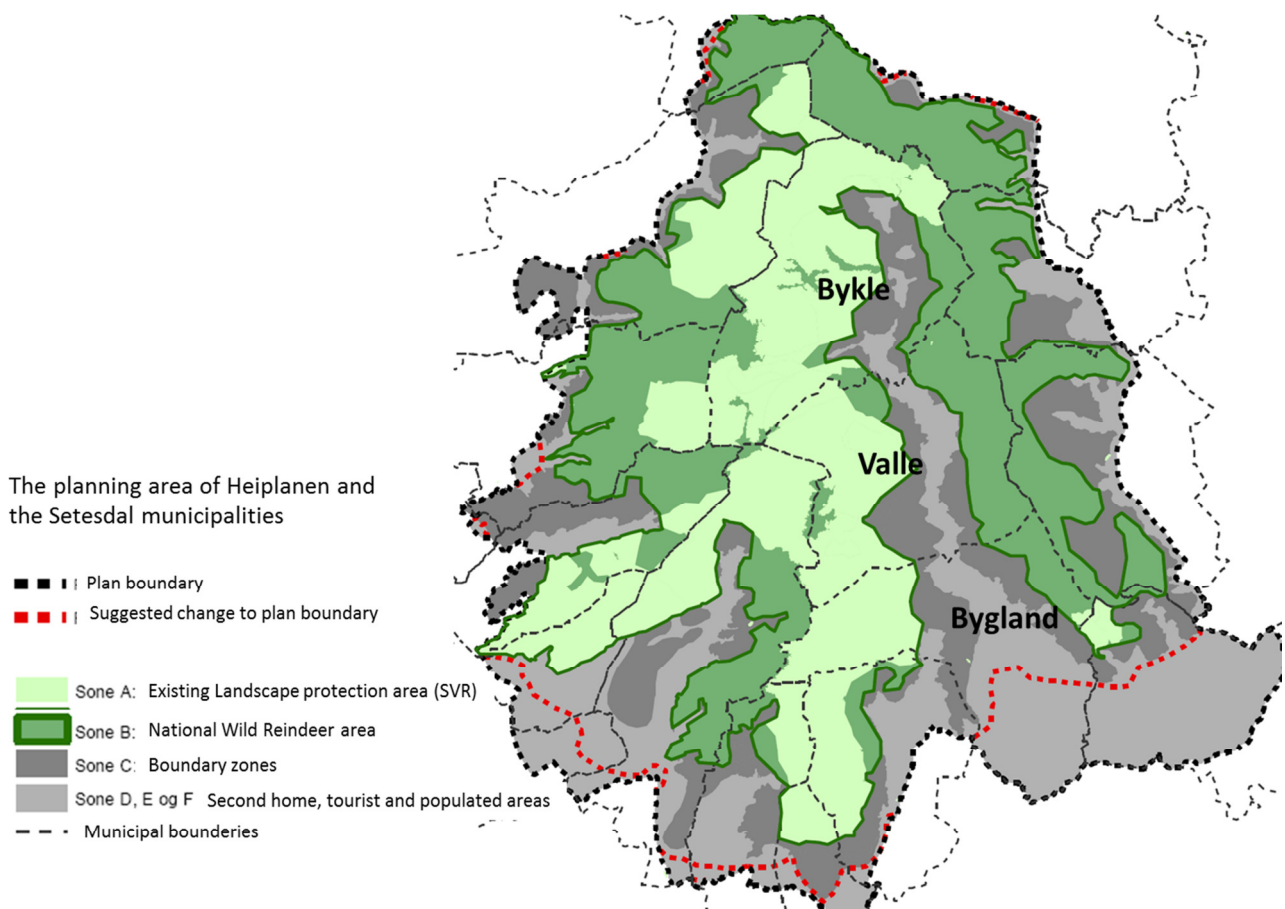 Bykle
Valle
Bygland
The planning area of Heiplanen and
the Setesdal municipalities
Plan boundary
Suggested change to plan boundary
Sone A: Existing Landscape protection area (SVR)
Sone B: National Wild Reindeer area
Sone C: Boundary zones
Sone D, E og F Second home, tourist and populated areas
Municipal bounderies